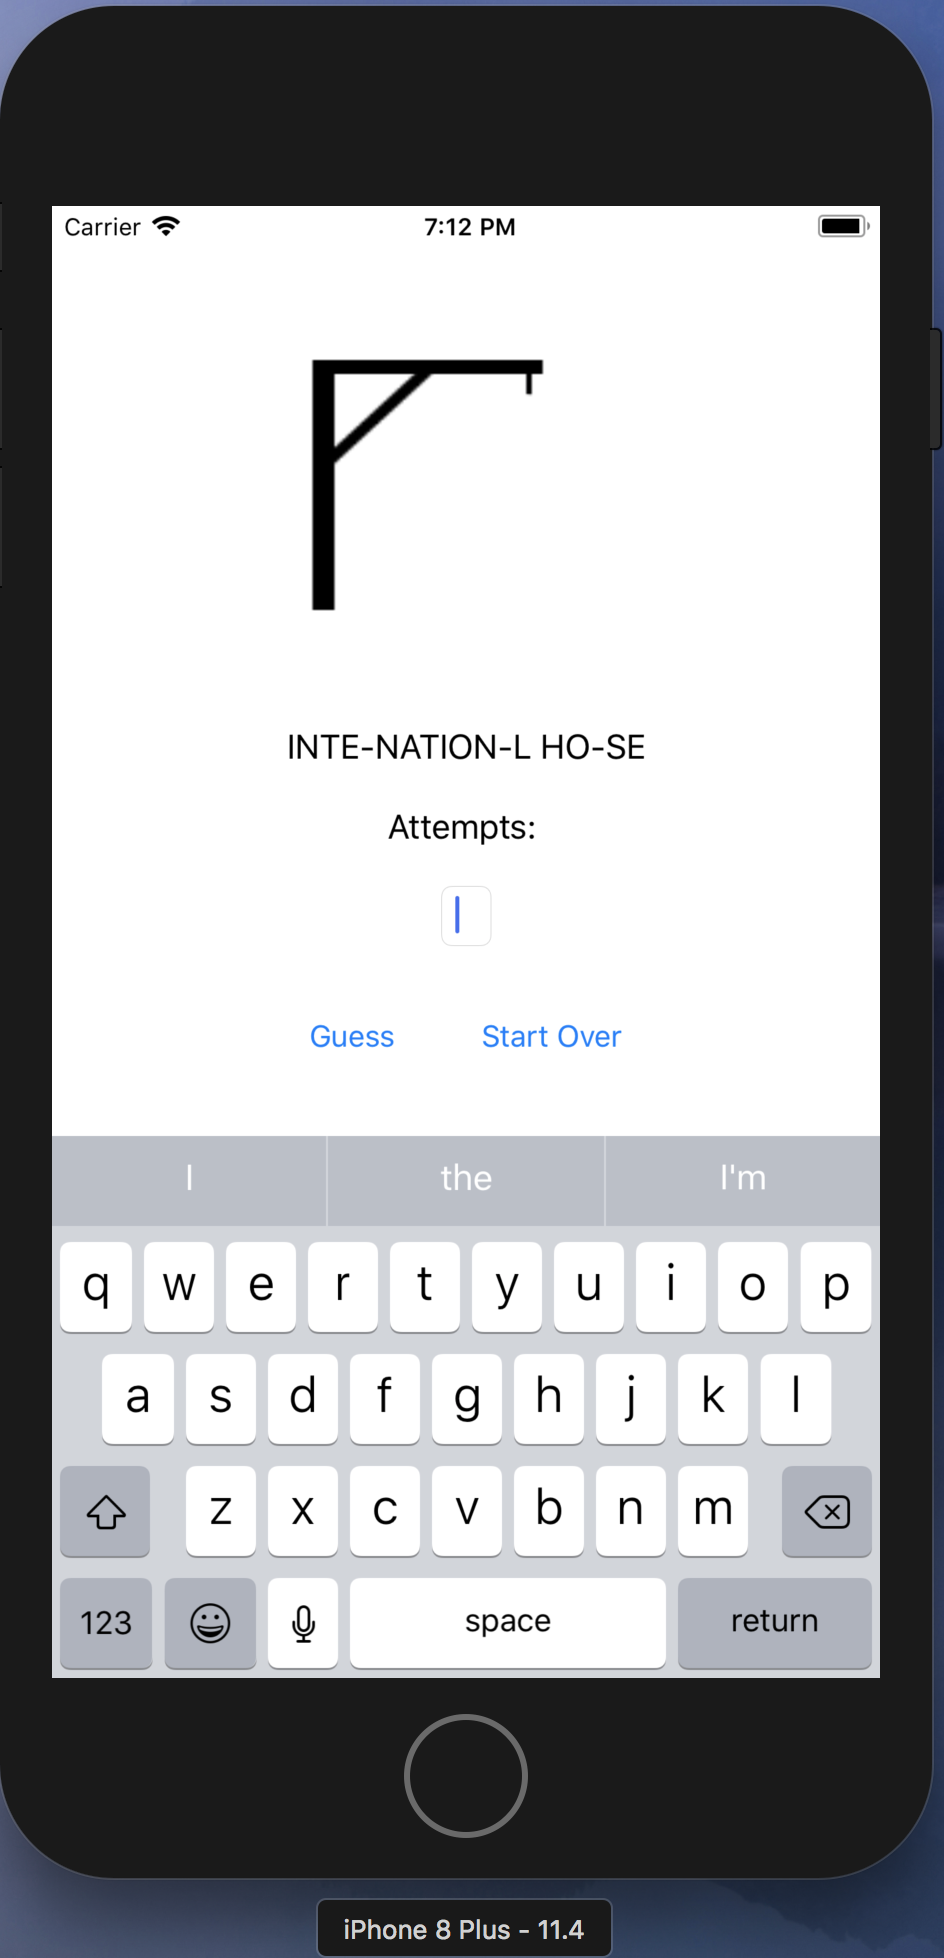 Carrier 7:12 PM
INTE-NATION-L HO-SE
Attempts:
Guess Start Over
I the I'm
q w e r t y u i o p
a s d f g h j k l
z x c v b n m
123 space return
iPhone 8 Plus - 11.4